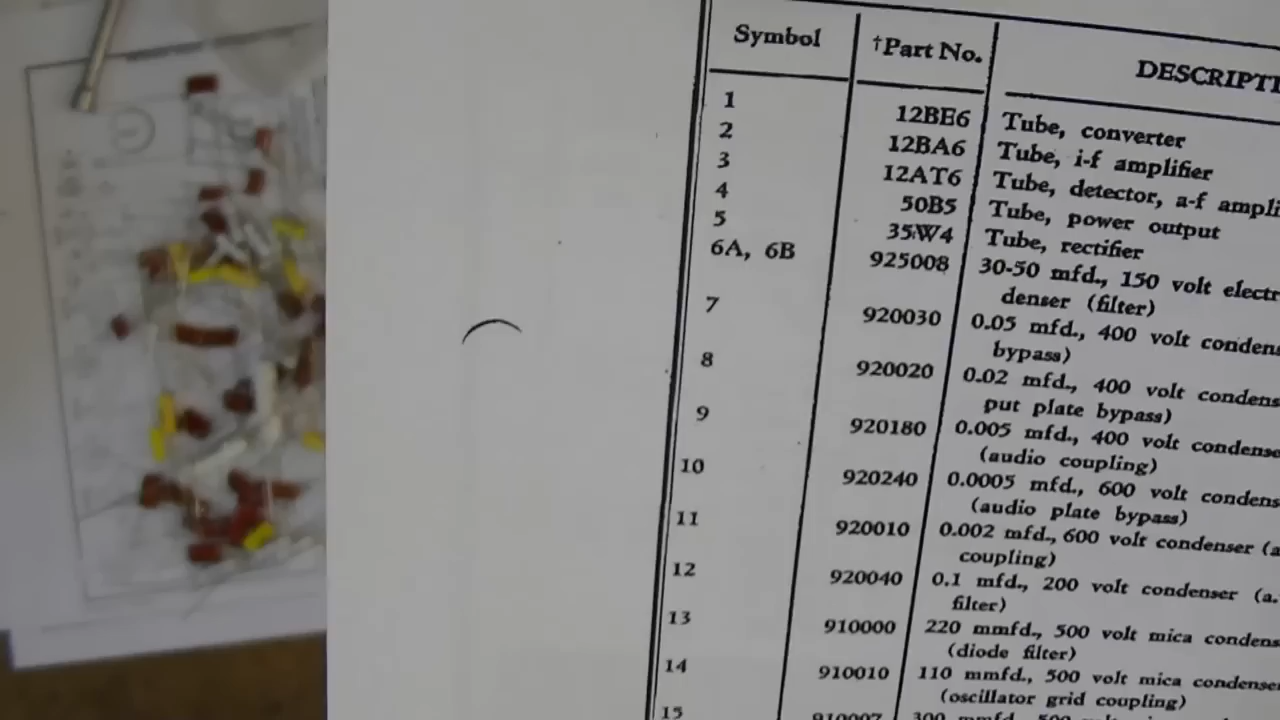 Symbol †Part No. DESCRIPTI
1 12BE6 Tube, converter
2 12BA6 Tube, i-f amplifier
3 12AT6 Tube, detector, a-f ampli
4 50B5 Tube, power output
5 35W4 Tube, rectifier
6A, 6B 925008 30-50 mfd., 150 volt electr
denser (filter)
7 920030 0.05 mfd., 400 volt condens
bypass)
8 920020 0.02 mfd., 400 volt condens
put plate bypass)
9 920180 0.005 mfd., 400 volt condense
(audio coupling)
10 920240 0.0005 mfd., 600 volt condens
(audio plate bypass)
11 920010 0.002 mfd., 600 volt condenser (a
coupling)
12 920040 0.1 mfd., 200 volt condenser (a.
filter)
13 910000 220 mmfd., 500 volt mica condens
(diode filter)
14 910010 110 mmfd., 500 volt mica condenser
(oscillator grid coupling)
15 910007 300 mmfd., 500